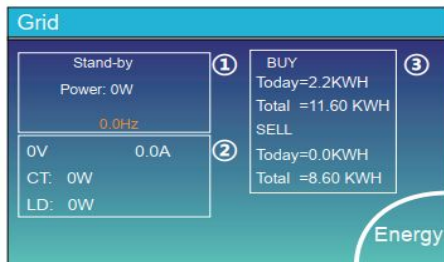 Grid
Stand-by
Power: 0W
0.0Hz
①
0V 0.0A
CT: 0W
LD: 0W
②
BUY
Today=2.2KWH
Total =11.60 KWH
SELL
Today=0.0KWH
Total =8.60 KWH
③
Energy